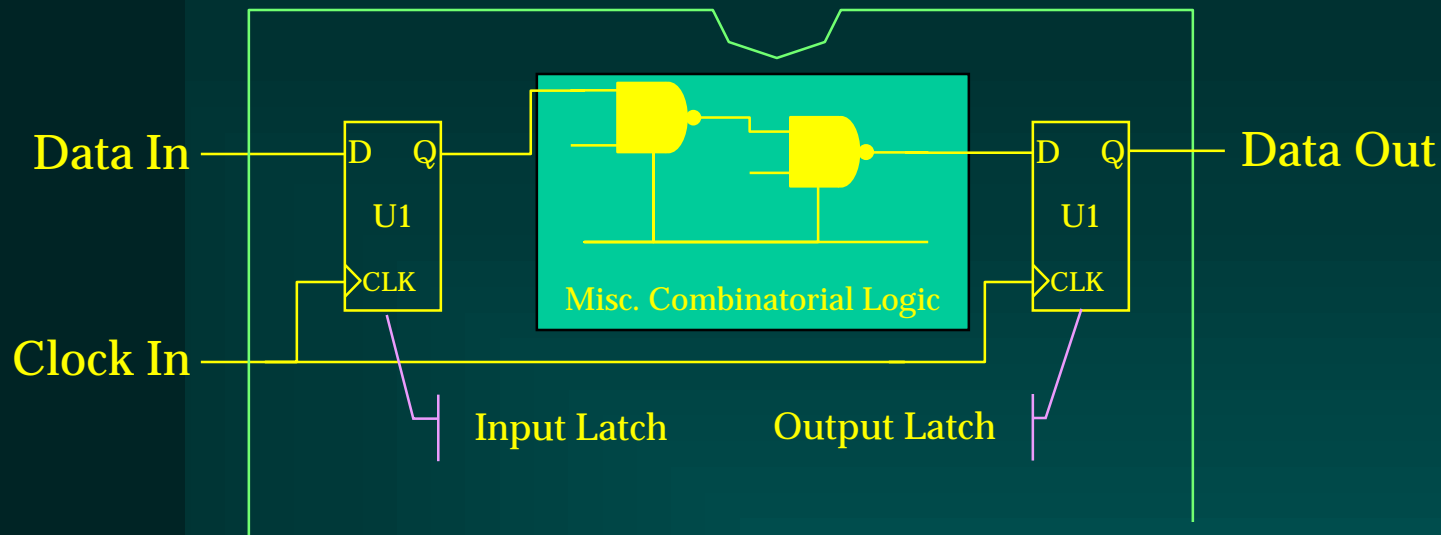 Data In
D Q
U1
CLK
Clock In
Misc. Combinatorial Logic
D Q
U1
CLK
Data Out
Input Latch
Output Latch